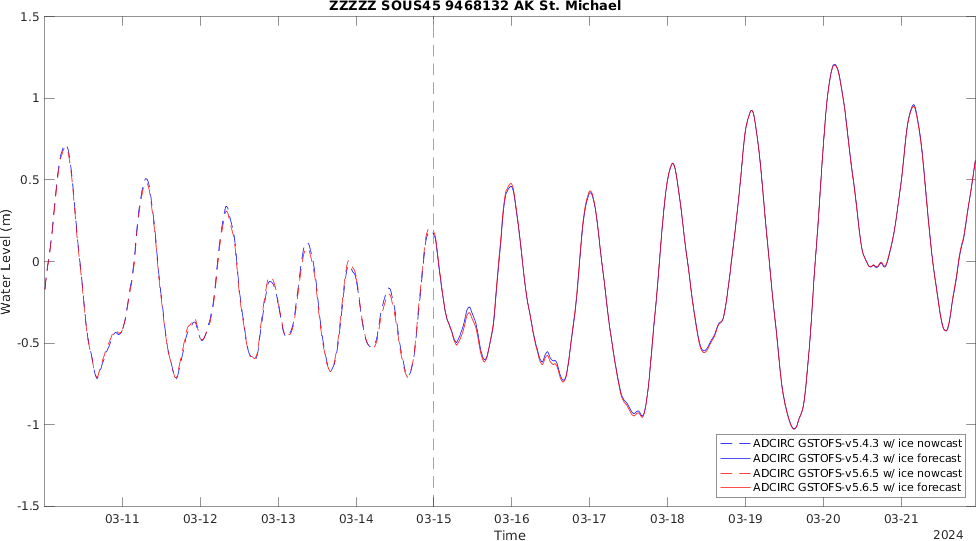 ZZZZZ SOUS45 9468132 AK St. Michael
1.5
1
0.5
0
-0.5
-1
-1.5
Water Level (m)
ADCIRC GSTOFS-v5.4.3 w/ ice nowcast
ADCIRC GSTOFS-v5.4.3 w/ ice forecast
ADCIRC GSTOFS-v5.6.5 w/ ice nowcast
ADCIRC GSTOFS-v5.6.5 w/ ice forecast
03-11 03-12 03-13 03-14 03-15 03-16 03-17 03-18 03-19 03-20 03-21
Time
2024